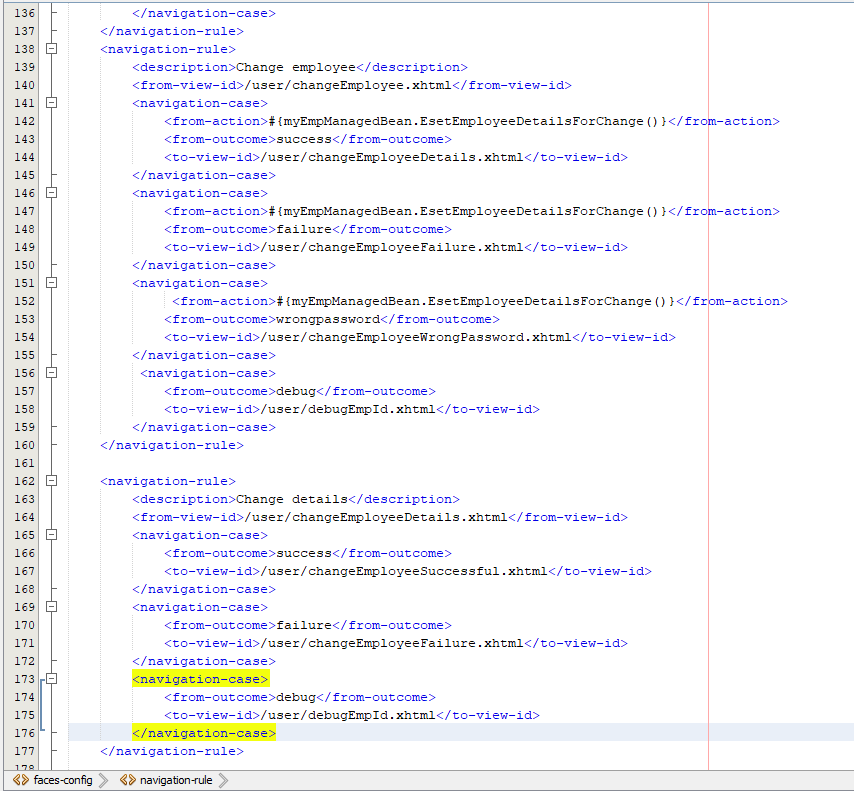 136 </navigation-case>
137 </navigation-rule>
138 <navigation-rule>
139 <description>Change employee</description>
140 <from-view-id>/user/changeEmployee.xhtml</from-view-id>
141 <navigation-case>
142 <from-action>#{myEmpManagedBean.EsetEmployeeDetailsForChange()}</from-action>
143 <from-outcome>success</from-outcome>
144 <to-view-id>/user/changeEmployeeDetails.xhtml</to-view-id>
145 </navigation-case>
146 <navigation-case>
147 <from-action>#{myEmpManagedBean.EsetEmployeeDetailsForChange()}</from-action>
148 <from-outcome>failure</from-outcome>
149 <to-view-id>/user/changeEmployeeFailure.xhtml</to-view-id>
150 </navigation-case>
151 <navigation-case>
152 <from-action>#{myEmpManagedBean.EsetEmployeeDetailsForChange()}</from-action>
153 <from-outcome>wrongpassword</from-outcome>
154 <to-view-id>/user/changeEmployeeWrongPassword.xhtml</to-view-id>
155 </navigation-case>
156 <navigation-case>
157 <from-outcome>debug</from-outcome>
158 <to-view-id>/user/debugEmpId.xhtml</to-view-id>
159 </navigation-case>
160 </navigation-rule>
161
162 <navigation-rule>
163 <description>Change details</description>
164 <from-view-id>/user/changeEmployeeDetails.xhtml</from-view-id>
165 <navigation-case>
166 <from-outcome>success</from-outcome>
167 <to-view-id>/user/changeEmployeeSuccessful.xhtml</to-view-id>
168 </navigation-case>
169 <navigation-case>
170 <from-outcome>failure</from-outcome>
171 <to-view-id>/user/changeEmployeeFailure.xhtml</to-view-id>
172 </navigation-case>
173 <navigation-case>
174 <from-outcome>debug</from-outcome>
175 <to-view-id>/user/debugEmpId.xhtml</to-view-id>
176 </navigation-case>
177 </navigation-rule>
178
faces-config navigation-rule